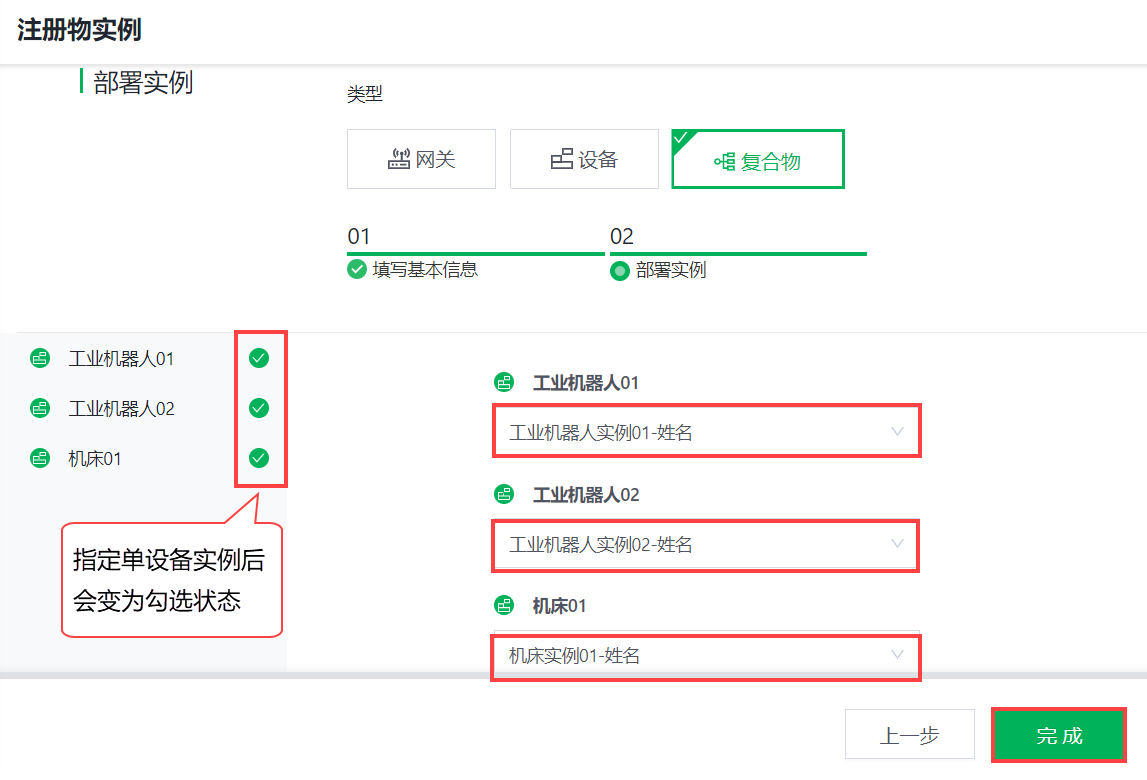 注册物实例
部署实例
类型
网关
设备
复合物
01
02
填写基本信息
部署实例
工业机器人01
工业机器人02
机床01
指定单设备实例后
会变为勾选状态
工业机器人01
工业机器人实例01-姓名
工业机器人02
工业机器人实例02-姓名
机床01
机床实例01-姓名
上一步
完成